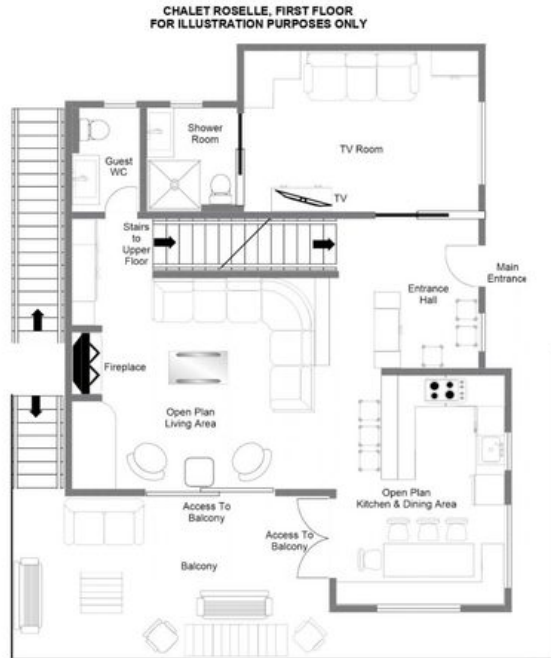 CHALET ROSELLE, FIRST FLOOR
FOR ILLUSTRATION PURPOSES ONLY
Shower
Room
Guest
WC
TV Room
TV
Stairs
to
Upper
Floor
Main
Entrance
Entrance
Hall
Fireplace
Open Plan
Living Area
Open Plan
Kitchen & Dining Area
Access To
Balcony
Access To
Balcony
Balcony